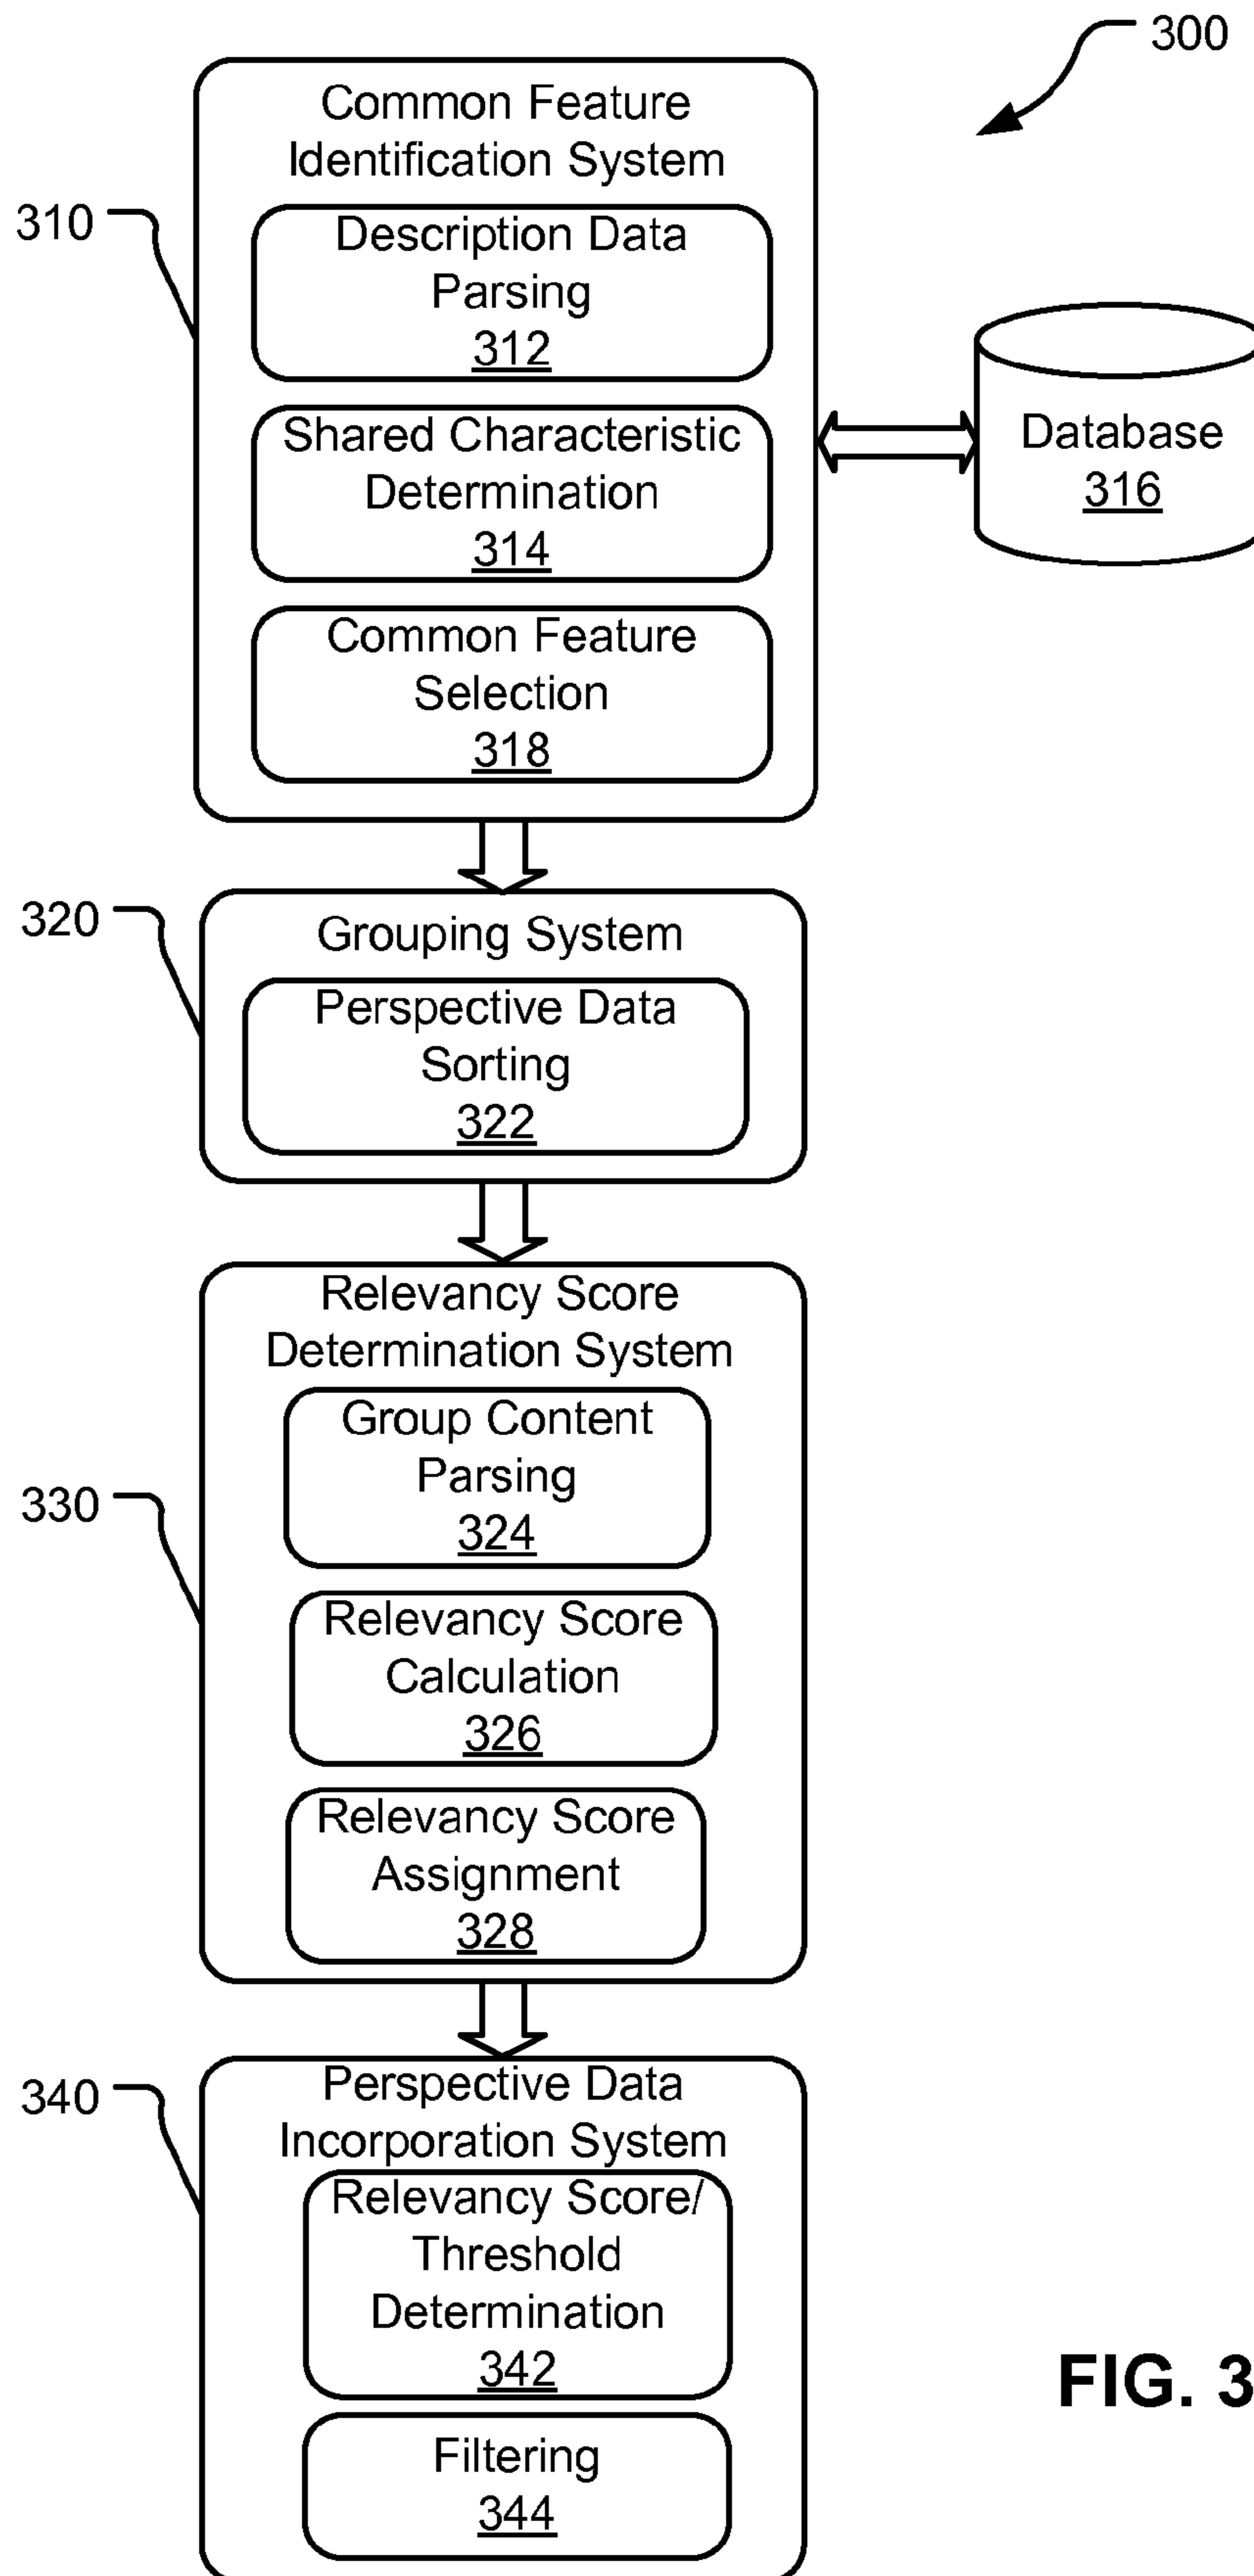 300
Common Feature
Identification System
310
Description Data
Parsing
312
Shared Characteristic
Determination
314
Database
316
Common Feature
Selection
318
320
Grouping System
Perspective Data
Sorting
322
Relevancy Score
Determination System
330
Group Content
Parsing
324
Relevancy Score
Calculation
326
Relevancy Score
Assignment
328
340
Perspective Data
Incorporation System
Relevancy Score/
Threshold
Determination
342
Filtering
344
FIG. 3